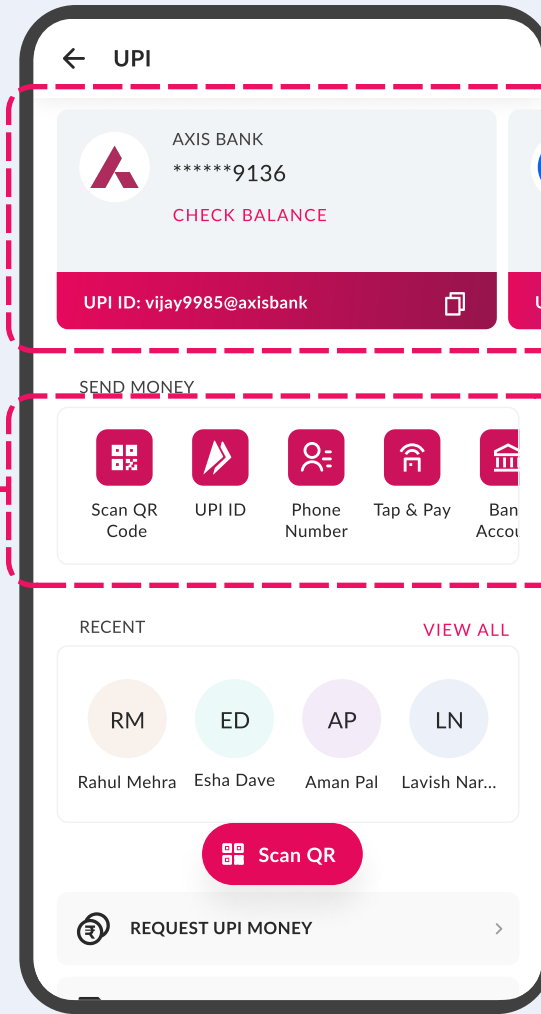 UPI
AXIS BANK
******9136
CHECK BALANCE
UPI ID: vijay9985@axisbank
SEND MONEY
Scan QR
Code
UPI ID
Phone
Number
Tap & Pay
RECENT
VIEW ALL
RM
ED
AP
LN
Rahul Mehra
Esha Dave
Aman Pal
Lavish Nar...
Scan QR
REQUEST UPI MONEY